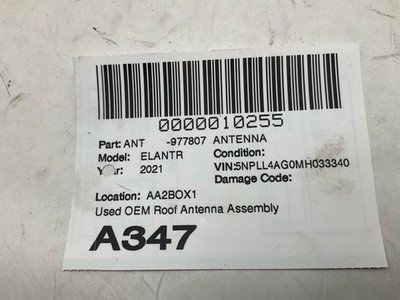 0000010255
Part: ANT -977807 ANTENNA
Model: ELANTR Condition:
Year: 2021 VIN:5NPLL4AG0MH033340
Damage Code:
Location: AA2BOX1
Used OEM Roof Antenna Assembly
A347